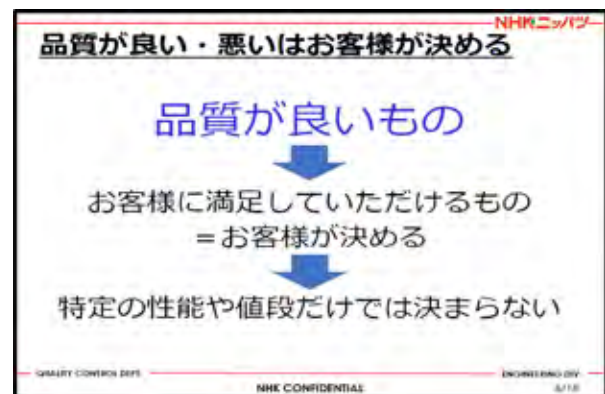 NHKニッパツ
品質が良い・悪いはお客様が決める
品質が良いもの
お客様に満足していただけるもの
＝お客様が決める
特定の性能や値段だけでは決まらない
QUALITY CONTROL DEPT.
ENGINEERING DIV.
NHK CONFIDENTIAL